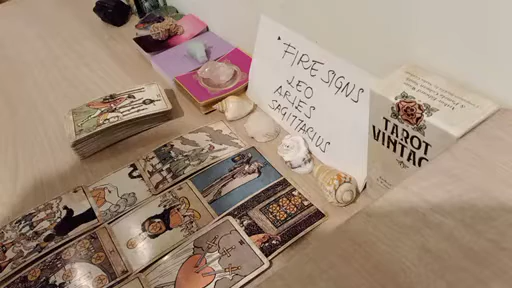 • FIRE SIGNS
LEO
ARIES
SAGITTARIUS
TAROT
VINTAG